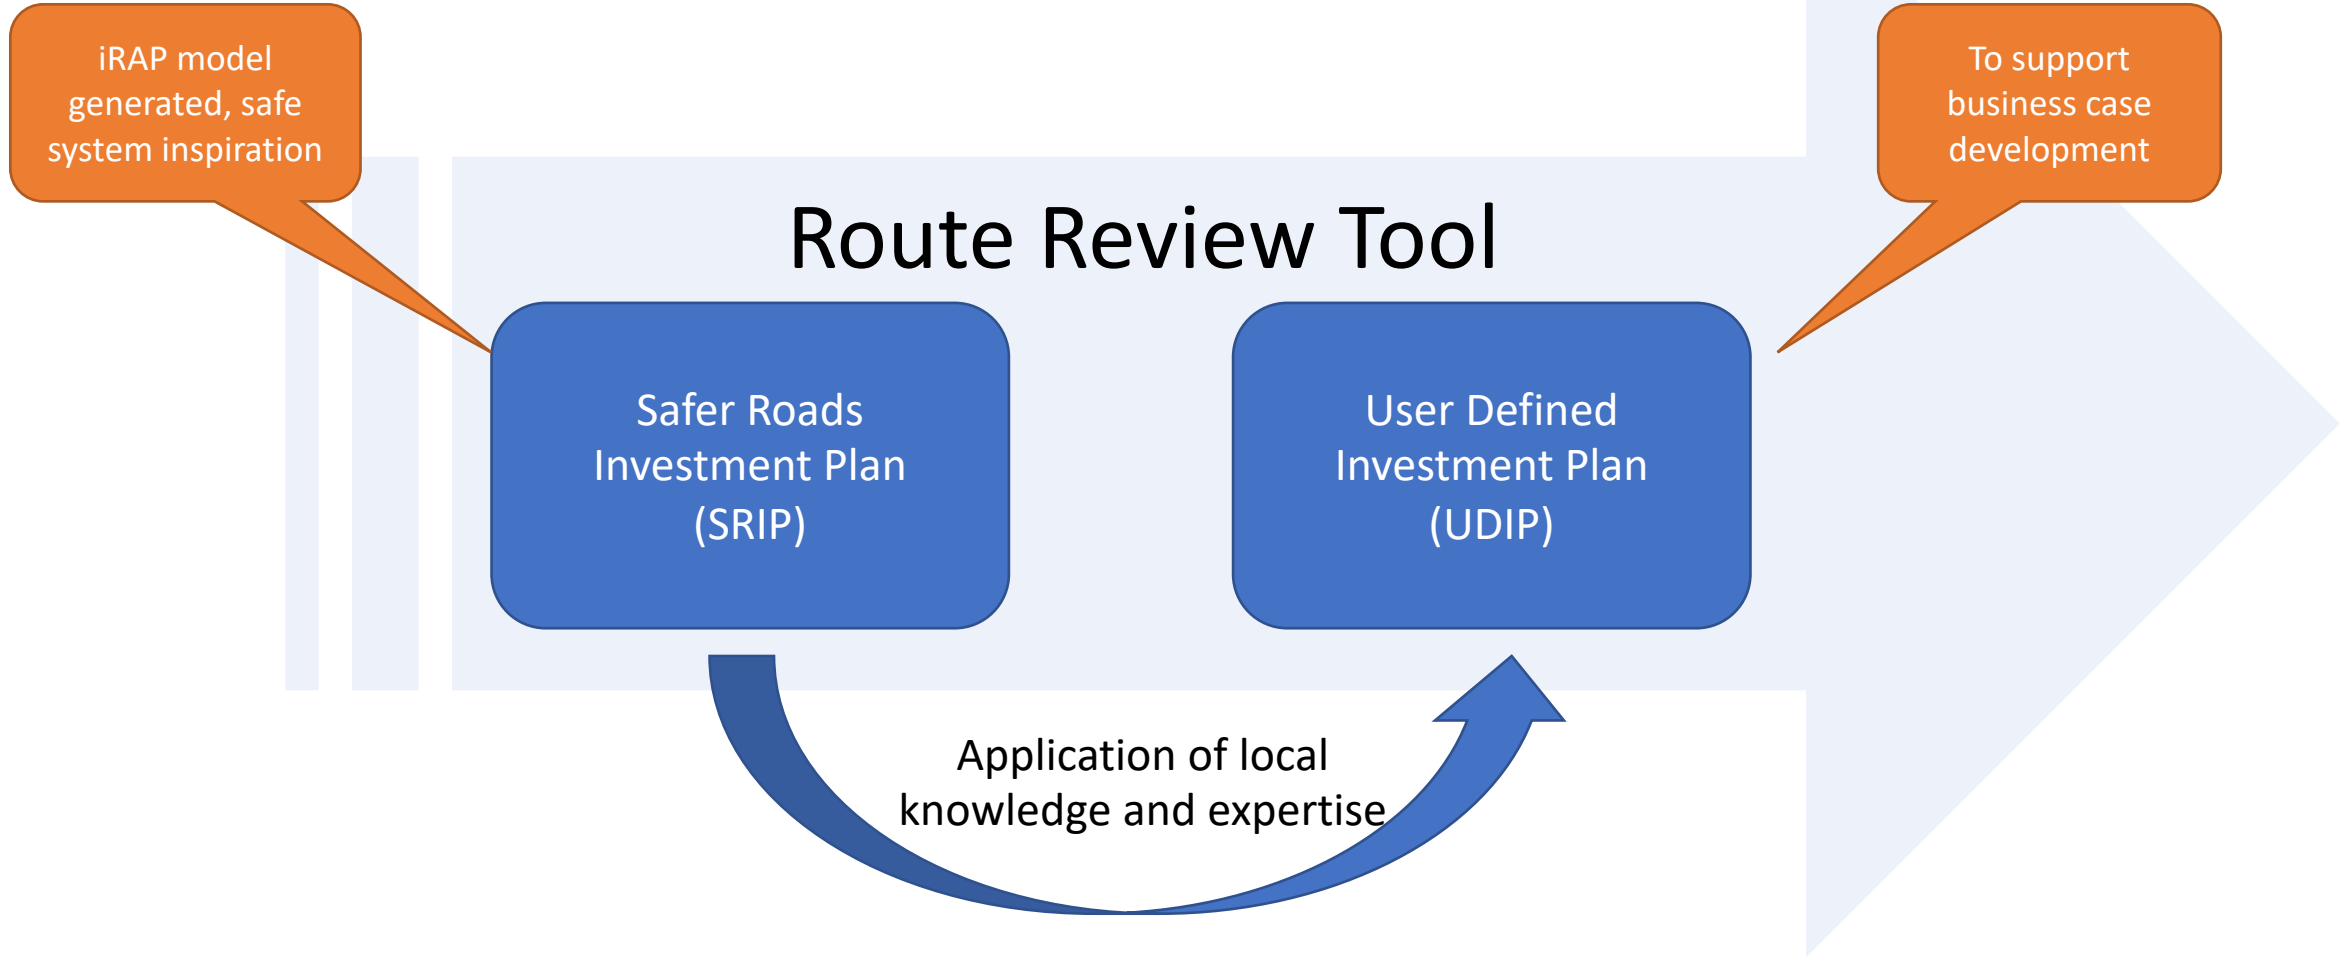 iRAP model
generated, safe
system inspiration
To support
business case
development
Route Review Tool
Safer Roads
Investment Plan
(SRIP)
User Defined
Investment Plan
(UDIP)
Application of local
knowledge and expertise